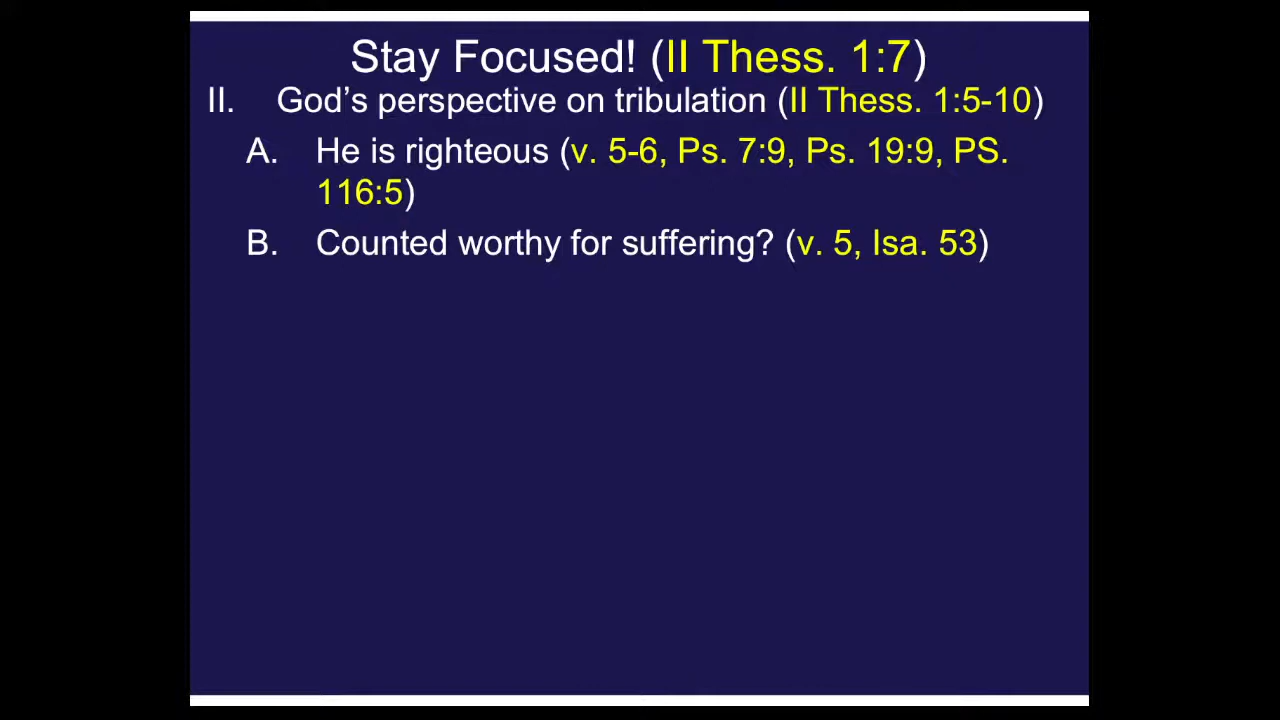 Stay Focused! (II Thess. 1:7)
II. God’s perspective on tribulation (II Thess. 1:5-10)
A. He is righteous (v. 5-6, Ps. 7:9, Ps. 19:9, PS.
116:5)
B. Counted worthy for suffering? (v. 5, Isa. 53)